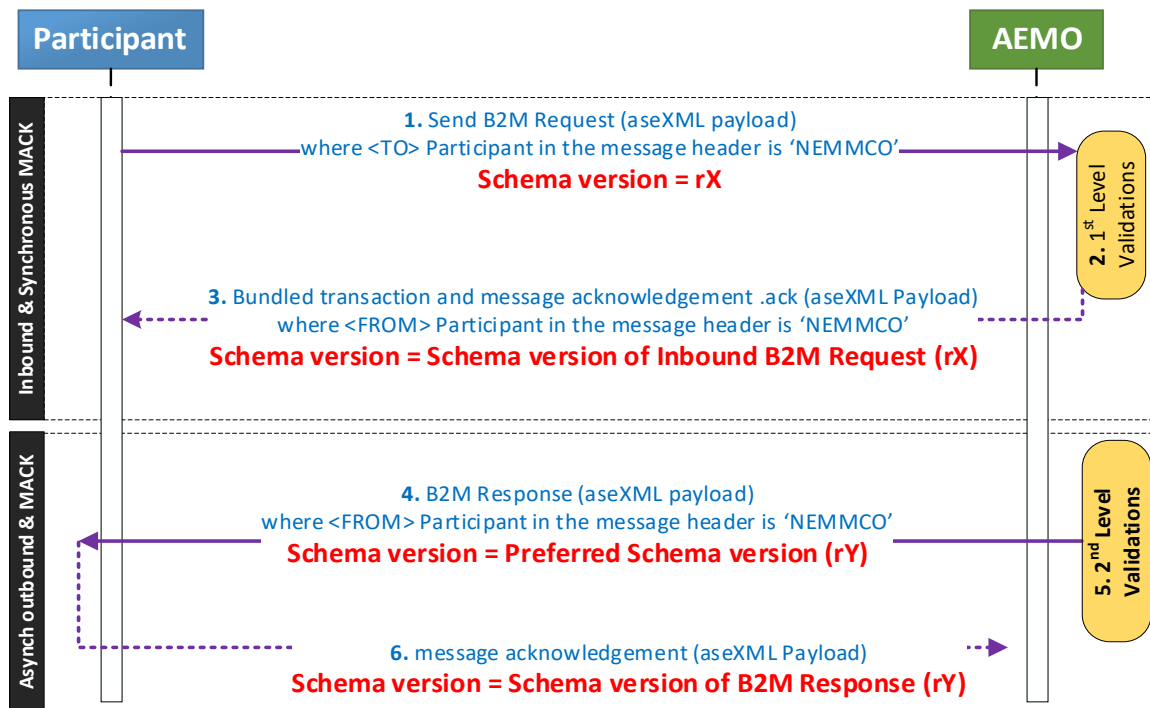 Participant
AEMO
Inbound & Synchronous MACK
1. Send B2M Request (aseXML payload)
where <TO> Participant in the message header is ‘NEMMCO’
Schema version = rX
2. 1st Level
Validations
3. Bundled transaction and message acknowledgement .ack (aseXML Payload)
where <FROM> Participant in the message header is ‘NEMMCO’
Schema version = Schema version of Inbound B2M Request (rX)
Asynch outbound & MACK
4. B2M Response (aseXML payload)
where <FROM> Participant in the message header is ‘NEMMCO’
Schema version = Preferred Schema version (rY)
5. 2nd Level
Validations
6. message acknowledgement (aseXML Payload)
Schema version = Schema version of B2M Response (rY)